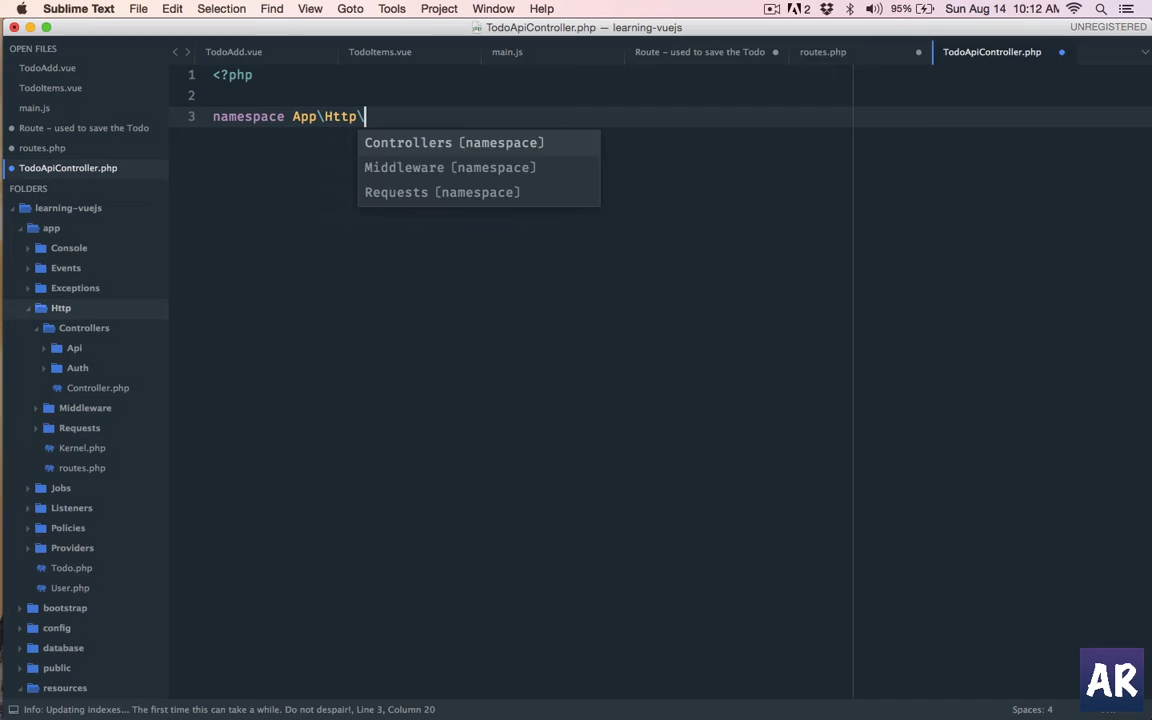 Sublime Text File Edit Selection Find View Goto Tools Project Window Help 2 95% Sun Aug 14 10:12 AM
TodoApiController.php — learning-vuejs UNREGISTERED
OPEN FILES
TodoAdd.vue
TodoItems.vue
main.js
Route - used to save the Todo
routes.php
TodoApiController.php
FOLDERS
learning-vuejs
app
Console
Events
Exceptions
Http
Controllers
Api
Auth
Controller.php
Middleware
Requests
Kernel.php
routes.php
Jobs
Listeners
Policies
Providers
Todo.php
User.php
bootstrap
config
database
public
resources
TodoAdd.vue TodoItems.vue main.js Route - used to save the Todo routes.php TodoApiController.php
1 <?php
2
3 namespace App\Http\
Controllers [namespace]
Middleware [namespace]
Requests [namespace]
Info: Updating indexes... The first time this can take a while. Do not despair!, Line 3, Column 20 Spaces: 4
AR